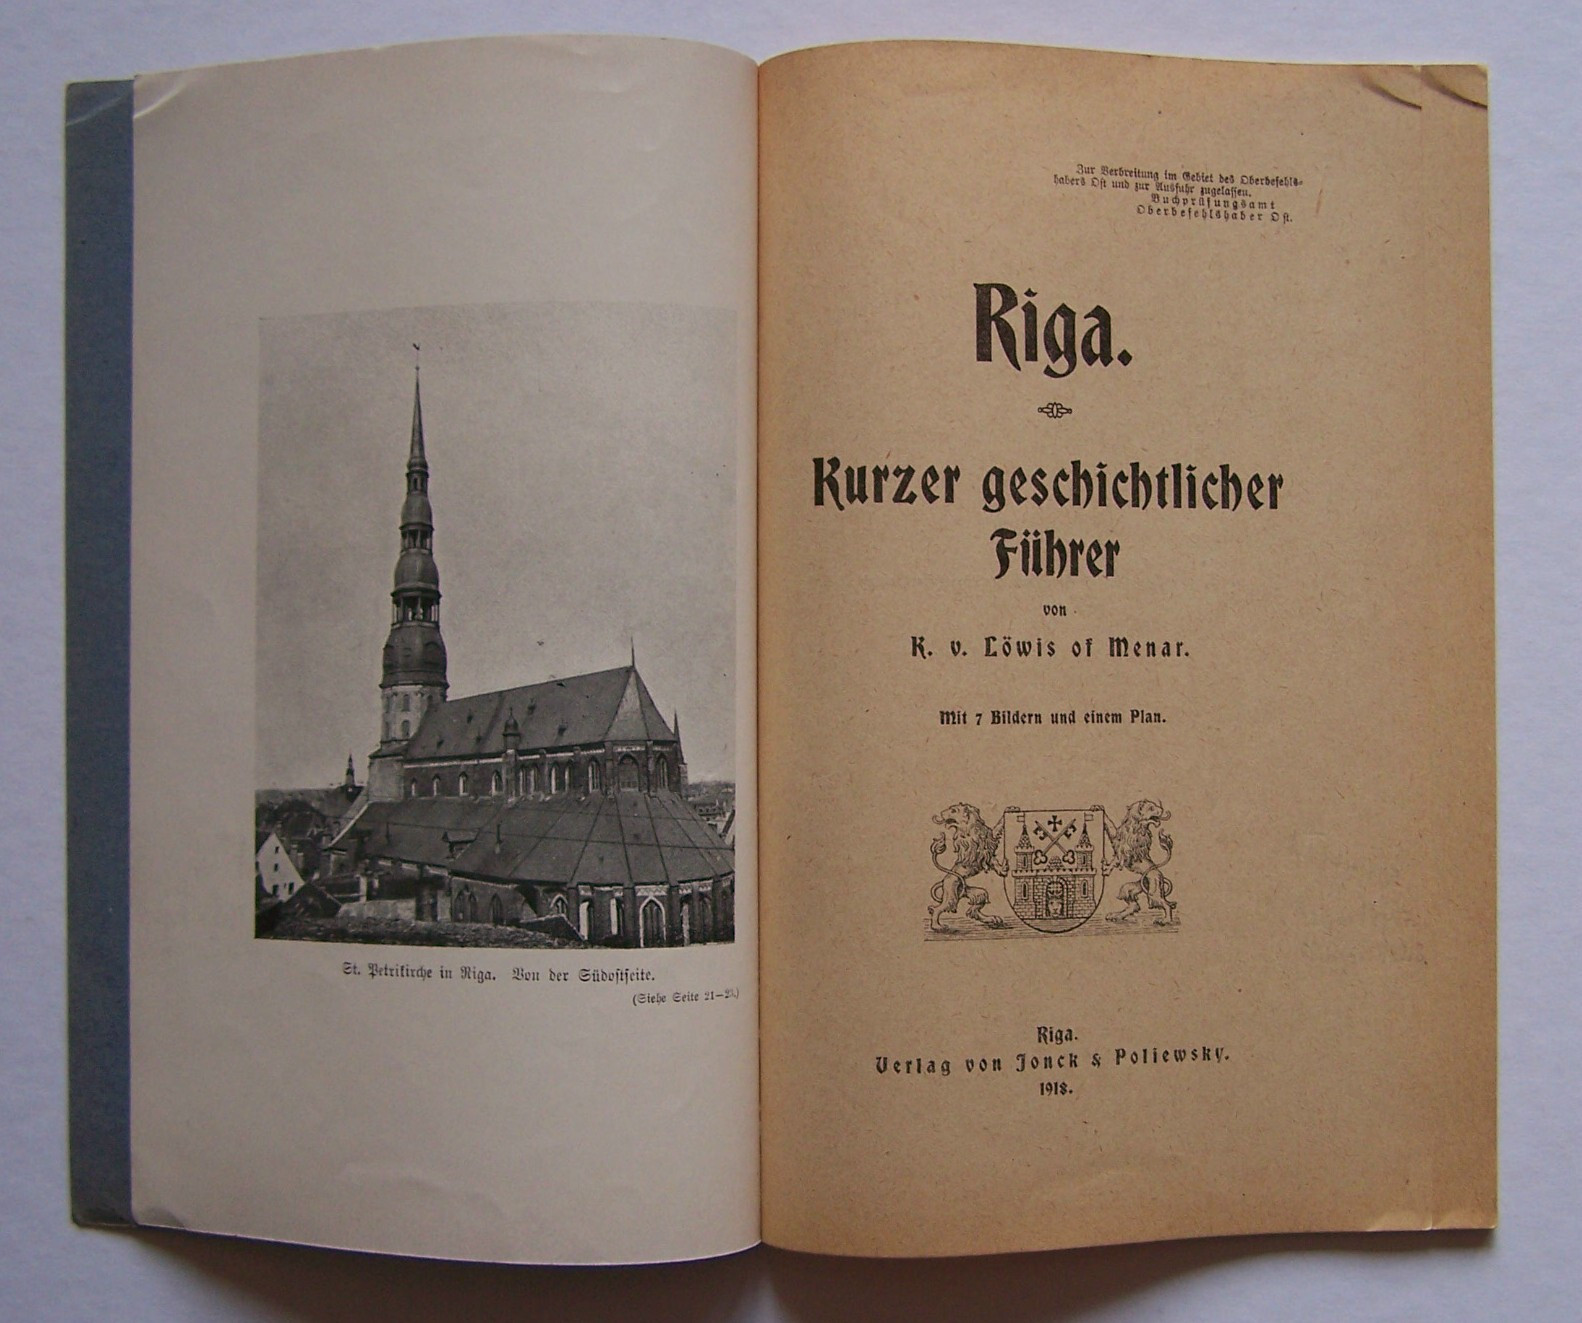 St. Petrikirche in Riga. Von der Südostseite.
(Siehe Seite 21—23.)
Zur Verbreitung im Gebiet des Oberbefehls-
habers Ost und zur Ausfuhr zugelassen.
Buchprüfungsamt
Oberbefehlshaber Ost.
Riga.
Kurzer geschichtlicher
Führer
von
K. v. Löwis of Menar.
Mit 7 Bildern und einem Plan.
Riga.
Verlag von Jonck & Poliewsky.
1918.